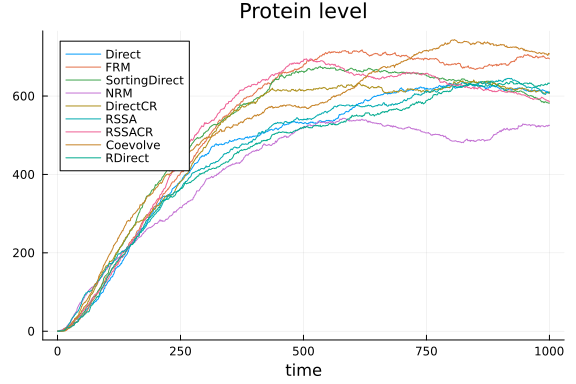 Protein level
Direct
FRM
SortingDirect
NRM
DirectCR
RSSA
RSSACR
Coevolve
RDirect
600
400
200
0
0 250 500 750 1000
time